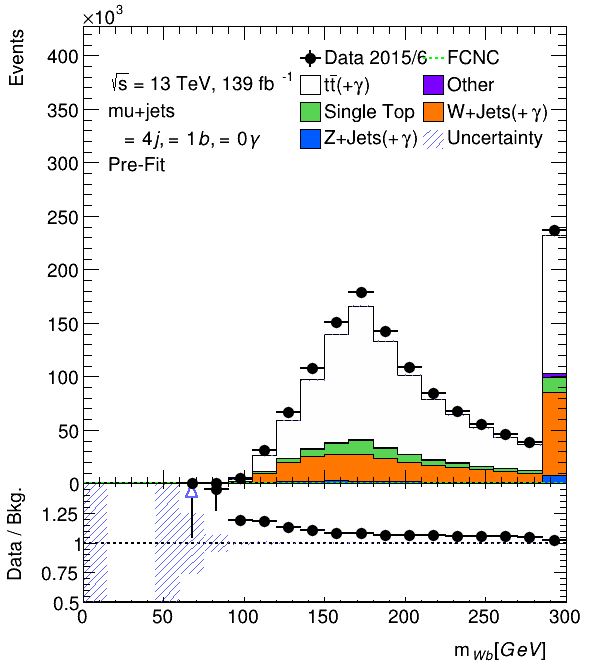 ×10³
Events
400
350
300
250
200
150
100
50
0
√s = 13 TeV, 139 fb⁻¹
mu+jets
= 4j, = 1b, = 0γ
Pre-Fit
Data 2015/6
FCNC
tt̄(+γ)
Other
Single Top
W+Jets(+γ)
Z+Jets(+γ)
Uncertainty
Data / Bkg.
1.25
1
0.75
0.5
0 50 100 150 200 250 300
m_Wb[GeV]